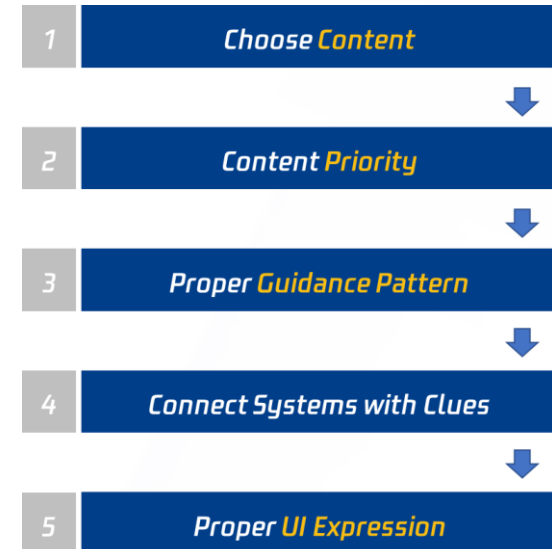 1 Choose Content
2 Content Priority
3 Proper Guidance Pattern
4 Connect Systems with Clues
5 Proper UI Expression